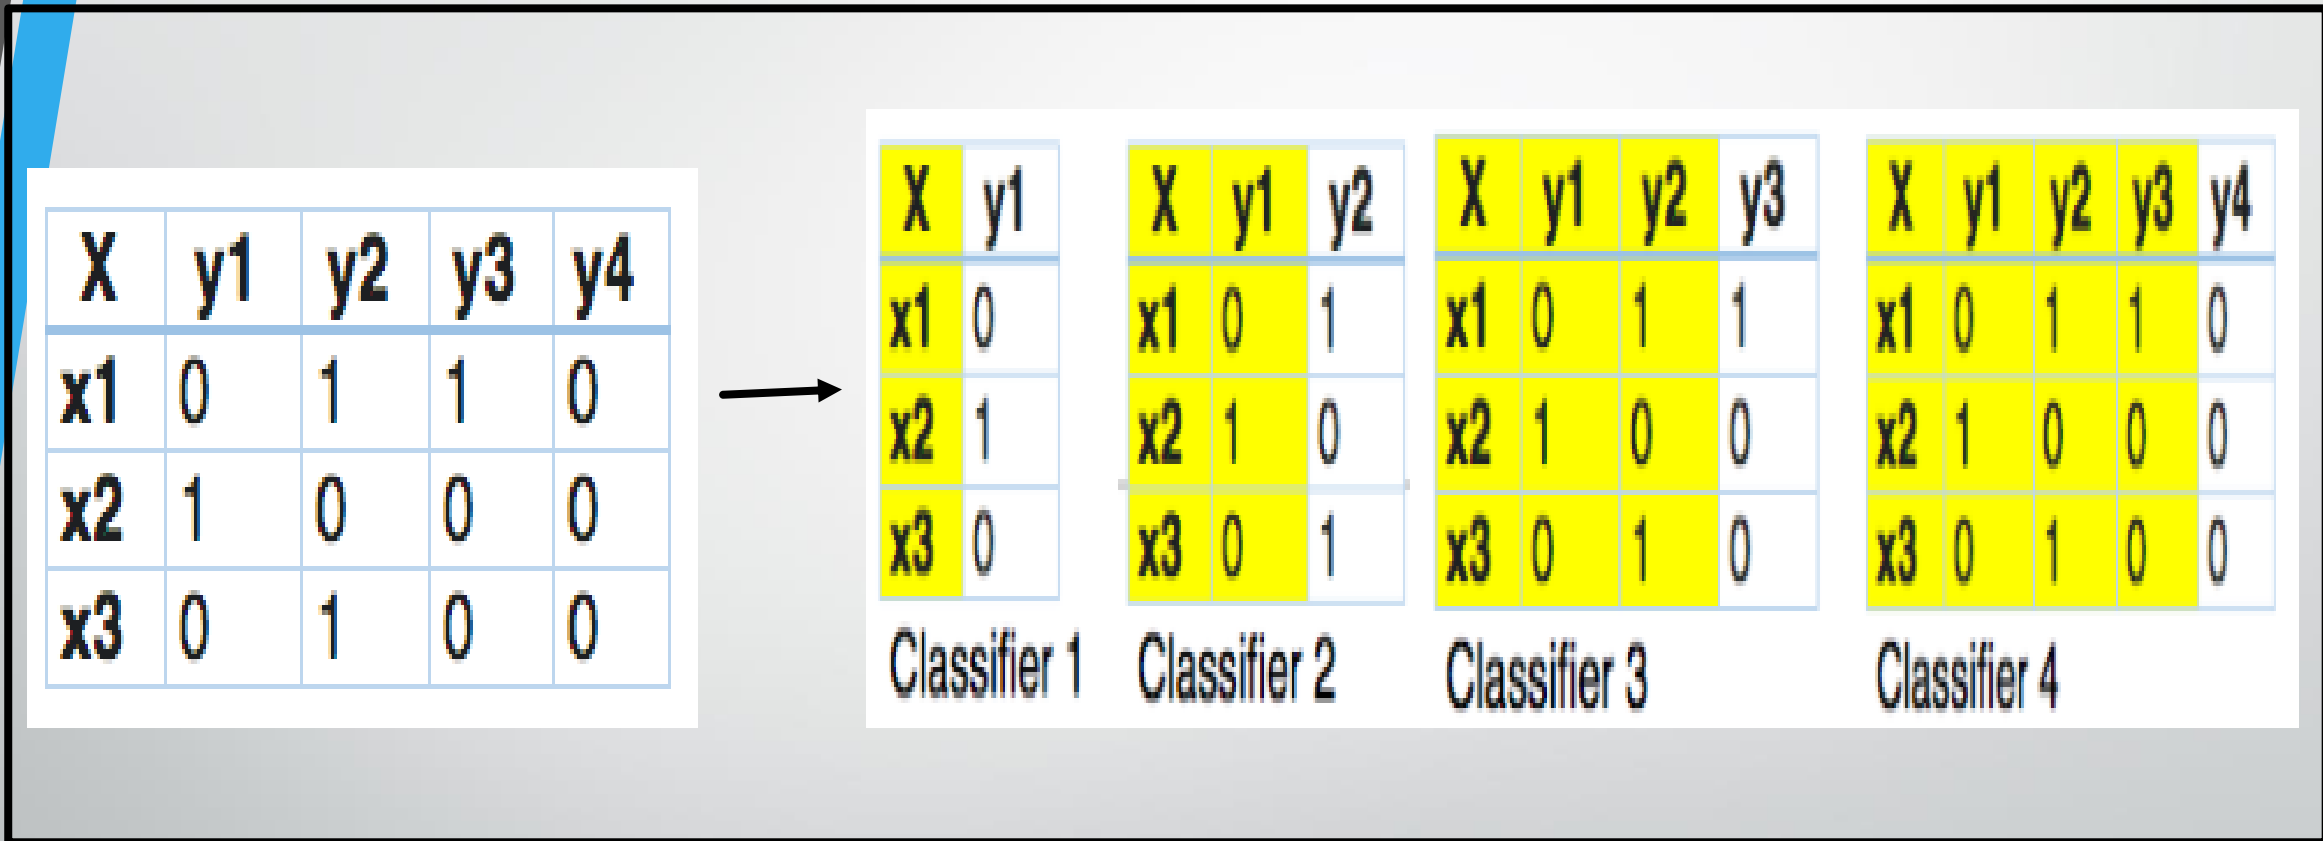 X y1 y2 y3 y4
x1 0 1 1 0
x2 1 0 0 0
x3 0 1 0 0
X y1
x1 0
x2 1
x3 0
Classifier 1
X y1 y2
x1 0 1
x2 1 0
x3 0 1
Classifier 2
X y1 y2 y3
x1 0 1 1
x2 1 0 0
x3 0 1 0
Classifier 3
X y1 y2 y3 y4
x1 0 1 1 0
x2 1 0 0 0
x3 0 1 0 0
Classifier 4